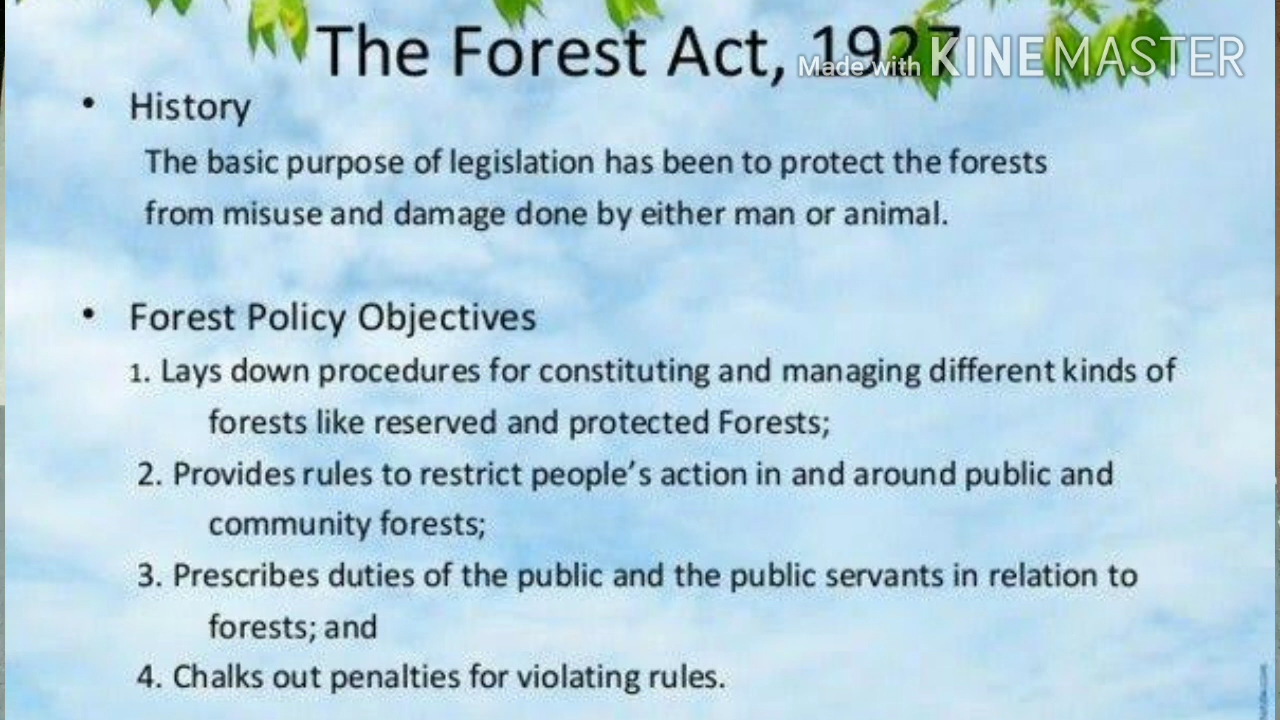 The Forest Act, 1927
Made with KINEMASTER
• History
The basic purpose of legislation has been to protect the forests
from misuse and damage done by either man or animal.
• Forest Policy Objectives
1. Lays down procedures for constituting and managing different kinds of
forests like reserved and protected Forests;
2. Provides rules to restrict people’s action in and around public and
community forests;
3. Prescribes duties of the public and the public servants in relation to
forests; and
4. Chalks out penalties for violating rules.